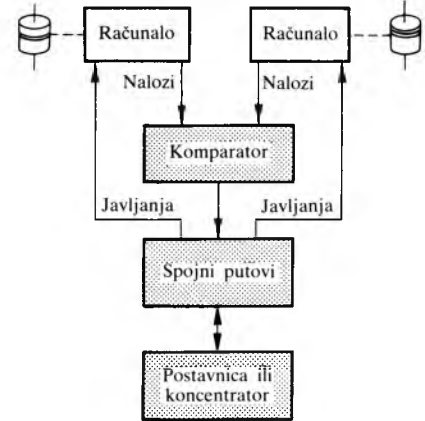 Računalo
Računalo
Nalozi
Nalozi
Komparator
Javljanja
Javljanja
Spojni putovi
Postavnica ili
koncentrator